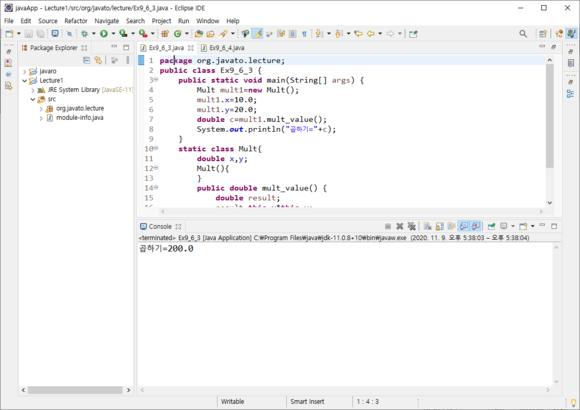 javaApp - Lecture1/src/org/javato/lecture/Ex9_6_3.java - Eclipse IDE
File Edit Source Refactor Navigate Search Project Run Window Help
Package Explorer
javaro
Lecture1
JRE System Library [JavaSE-11]
src
org.javato.lecture
module-info.java
Ex9_6_3.java Ex9_6_4.java
1 package org.javato.lecture;
2 public class Ex9_6_3 {
3 public static void main(String[] args) {
4 Mult mult1=new Mult();
5 mult1.x=10.0;
6 mult1.y=20.0;
7 double c=mult1.mult_value();
8 System.out.println("곱하기="+c);
9 }
10 static class Mult{
11 double x,y;
12 Mult(){
13 }
14 public double mult_value() {
15 double result;
Console
<terminated> Ex9_6_3 [Java Application] C:₩Program Files₩java₩jdk-11.0.8+10₩bin₩javaw.exe (2020. 11. 9. 오후 5:38:03 – 오후 5:38:04)
곱하기=200.0
Writable Smart Insert 1 : 4 : 3